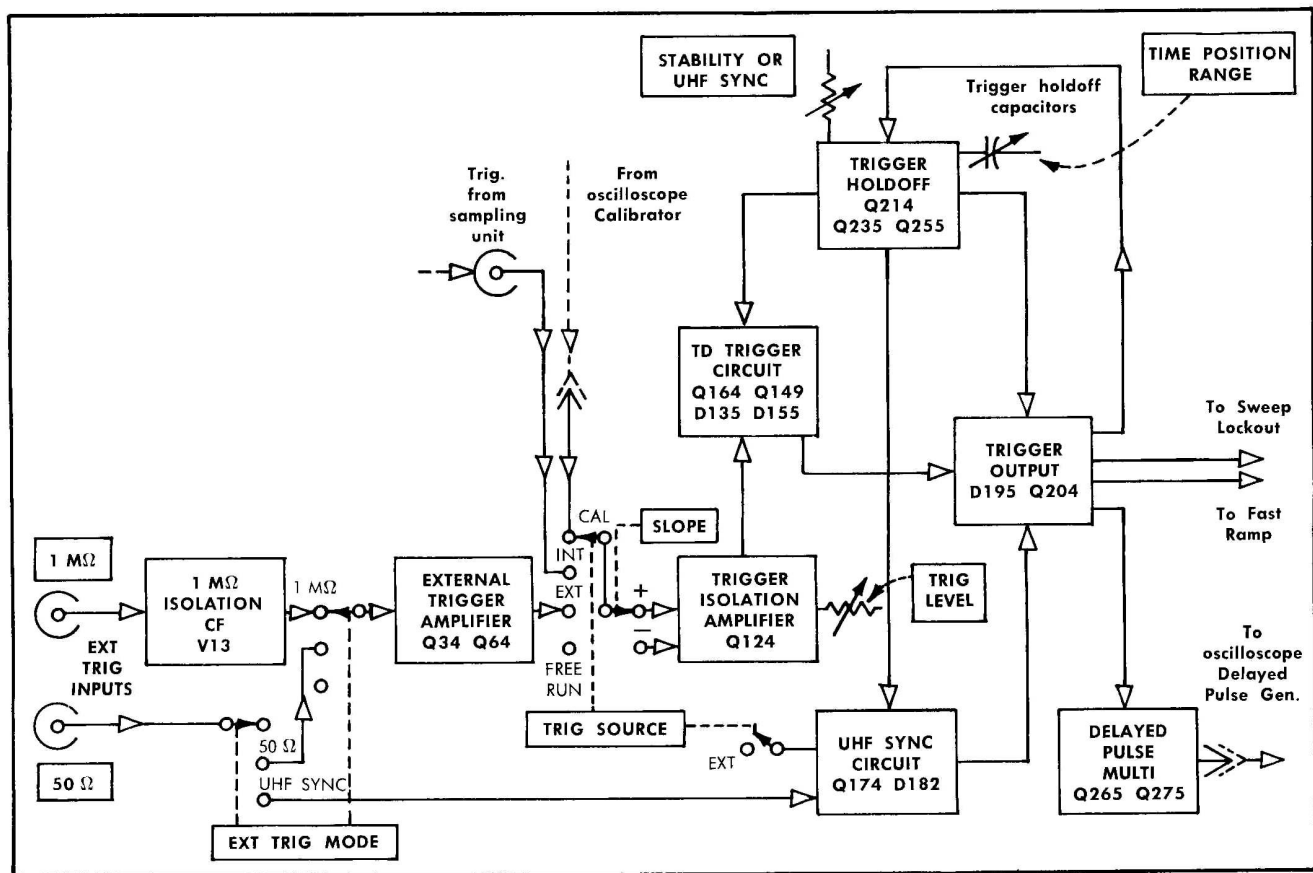 STABILITY OR
UHF SYNC
TIME POSITION
RANGE
Trigger holdoff
capacitors
TRIGGER
HOLDOFF
Q214
Q235 Q255
Trig.
from
sampling
unit
From
oscilloscope
Calibrator
TD TRIGGER
CIRCUIT
Q164 Q149
D135 D155
TRIGGER
OUTPUT
D195 Q204
To Sweep
Lockout
To Fast
Ramp
CAL
INT
EXT
FREE
RUN
SLOPE
+
−
1 MΩ
1 MΩ
ISOLATION
CF
V13
1 MΩ
EXTERNAL
TRIGGER
AMPLIFIER
Q34 Q64
TRIGGER
ISOLATION
AMPLIFIER
Q124
TRIG
LEVEL
EXT
TRIG
INPUTS
50 Ω
50 Ω
UHF SYNC
EXT TRIG MODE
TRIG SOURCE
EXT
UHF SYNC
CIRCUIT
Q174 D182
DELAYED
PULSE
MULTI
Q265 Q275
To
oscilloscope
Delayed
Pulse Gen.